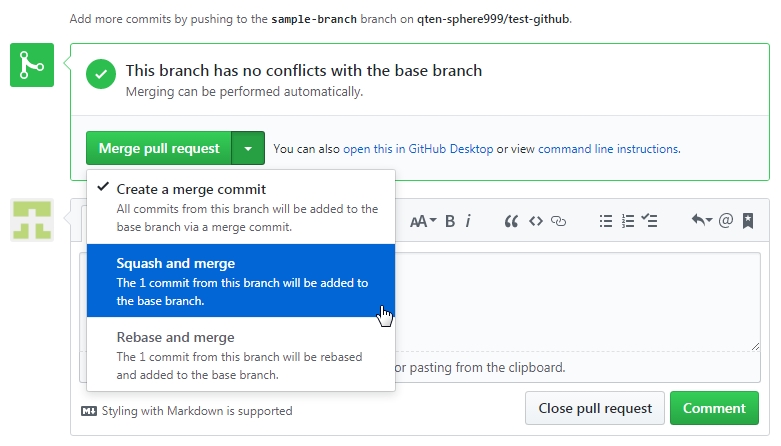 Add more commits by pushing to the sample-branch branch on qten-sphere999/test-github.
This branch has no conflicts with the base branch
Merging can be performed automatically.
Merge pull request
You can also open this in GitHub Desktop or view command line instructions.
Create a merge commit
All commits from this branch will be added to the
base branch via a merge commit.
AA B i
Squash and merge
The 1 commit from this branch will be added to
the base branch.
Rebase and merge
The 1 commit from this branch will be rebased
and added to the base branch.
or pasting from the clipboard.
Styling with Markdown is supported
Close pull request
Comment